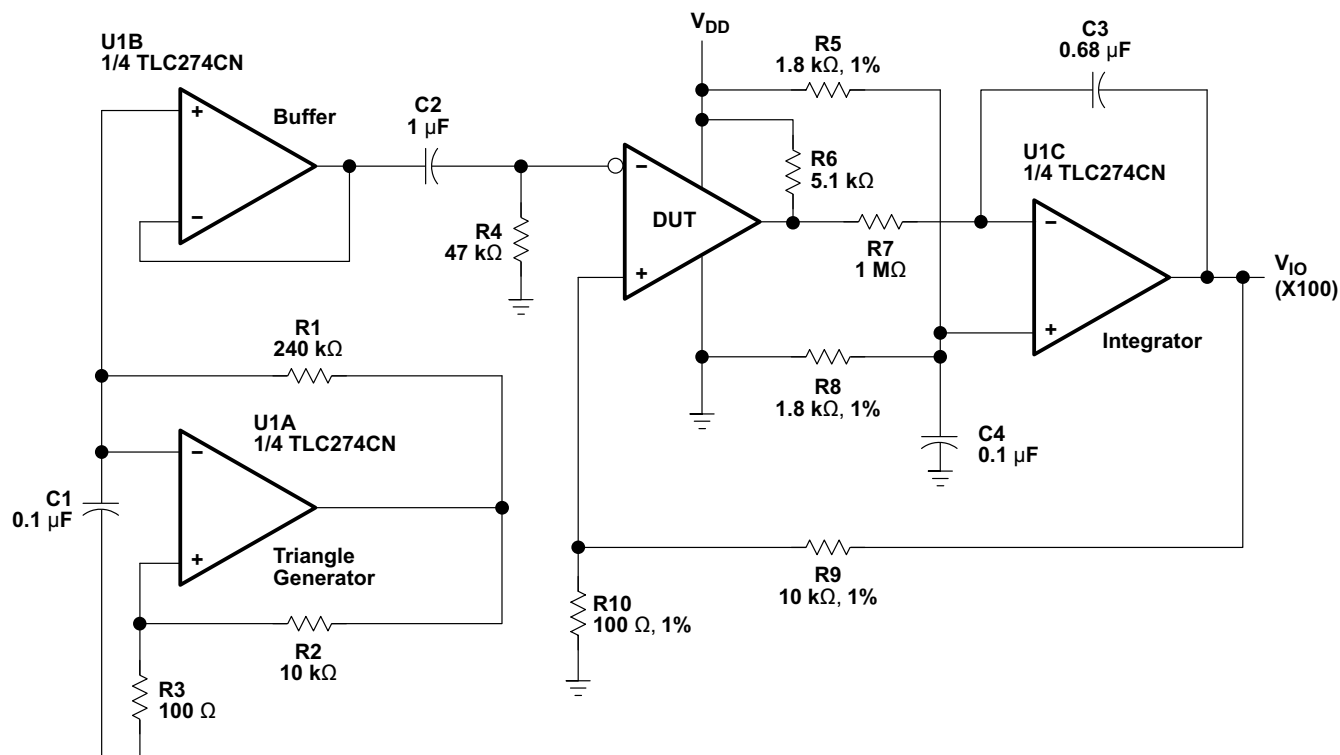 U1B
1/4 TLC274CN
Buffer
+
−
C2
1 µF
R4
47 kΩ
VDD
R5
1.8 kΩ, 1%
R6
5.1 kΩ
−
DUT
+
R7
1 MΩ
C3
0.68 µF
U1C
1/4 TLC274CN
−
+
Integrator
VIO
(X100)
R8
1.8 kΩ, 1%
C4
0.1 µF
R1
240 kΩ
U1A
1/4 TLC274CN
−
+
C1
0.1 µF
Triangle
Generator
R2
10 kΩ
R3
100 Ω
R9
10 kΩ, 1%
R10
100 Ω, 1%